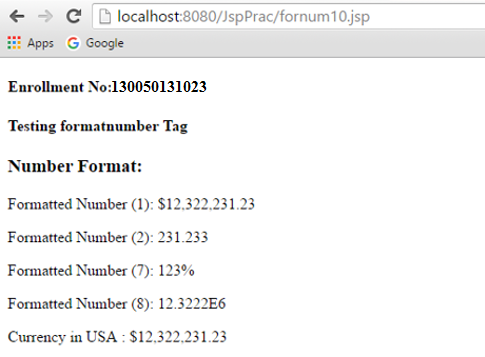 localhost:8080/JspPrac/fornum10.jsp
Apps Google
Enrollment No:130050131023
Testing formatnumber Tag
Number Format:
Formatted Number (1): $12,322,231.23
Formatted Number (2): 231.233
Formatted Number (7): 123%
Formatted Number (8): 12.3222E6
Currency in USA : $12,322,231.23